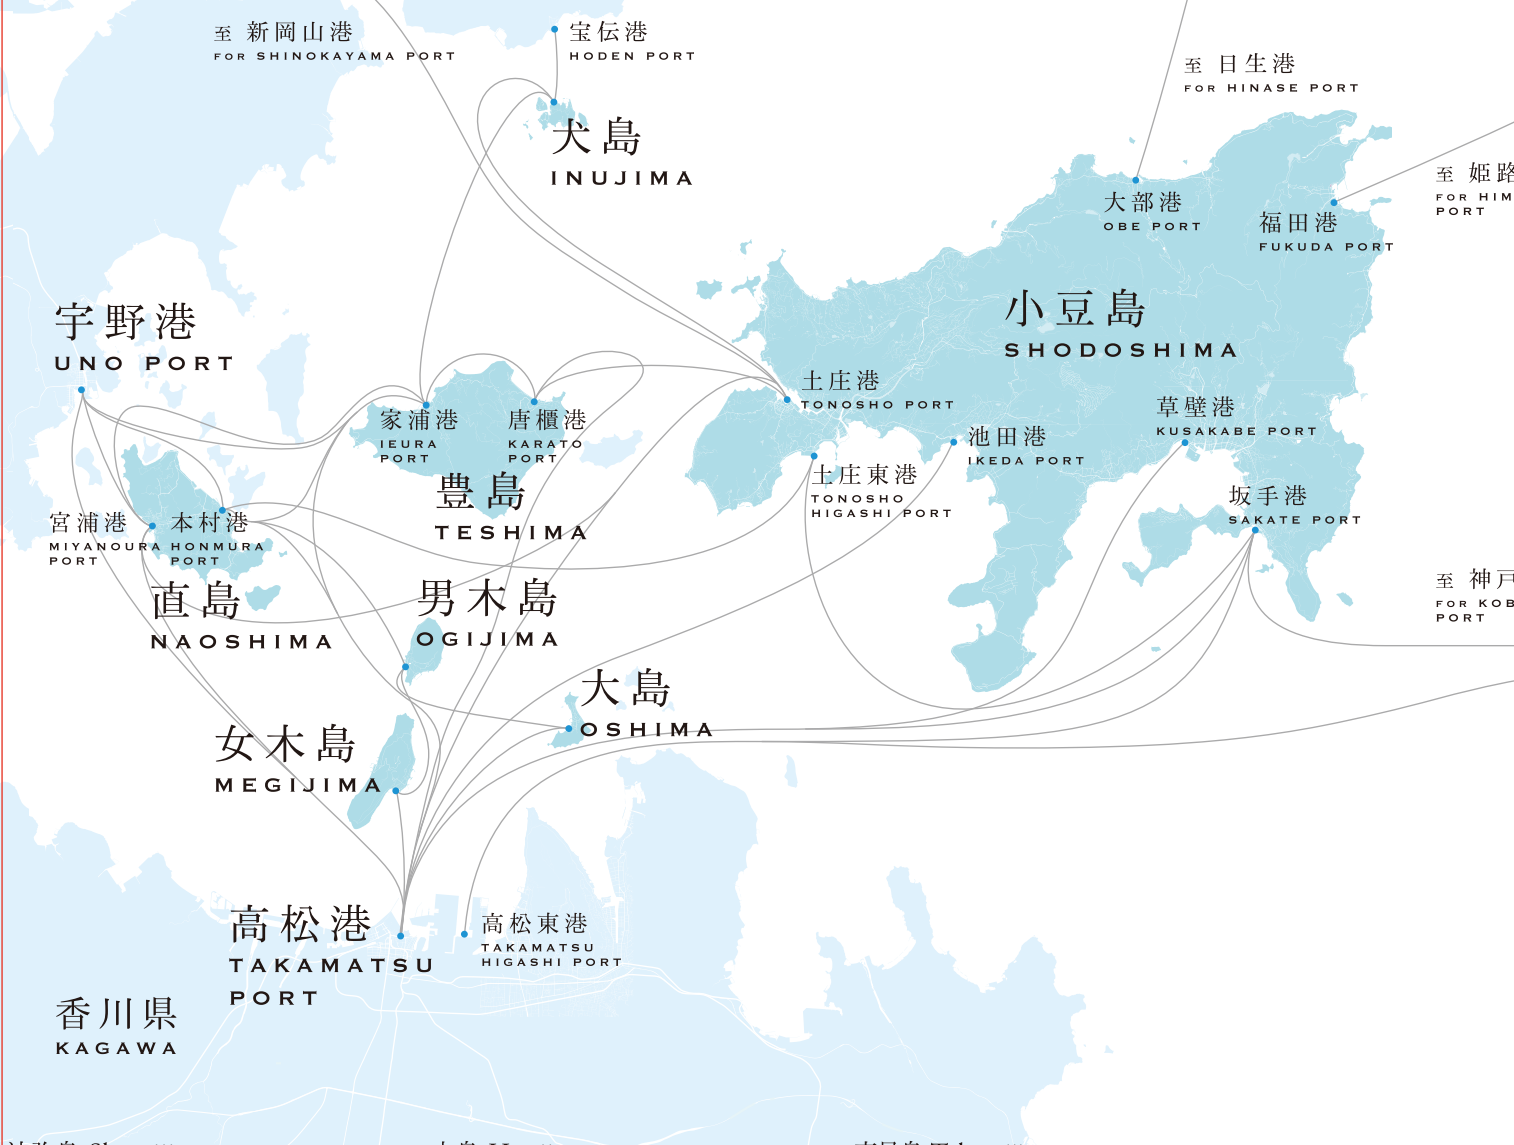 至 新岡山港
FOR SHINOKAYAMA PORT
宝伝港
HODEN PORT
至 日生港
FOR HINASE PORT
犬島
INUJIMA
至 姫路
FOR HIM
PORT
大部港
OBE PORT
福田港
FUKUDA PORT
宇野港
UNO PORT
小豆島
SHODOSHIMA
土庄港
TONOSHO PORT
家浦港
IEURA
PORT
唐櫃港
KARATO
PORT
草壁港
KUSAKABE PORT
池田港
IKEDA PORT
土庄東港
TONOSHO
HIGASHI PORT
豊島
TESHIMA
坂手港
SAKATE PORT
宮浦港
MIYANOURA
PORT
本村港
HONMURA
PORT
直島
NAOSHIMA
男木島
OGIJIMA
至 神戸
FOR KOB
PORT
大島
OSHIMA
女木島
MEGIJIMA
高松港
TAKAMATSU
PORT
高松東港
TAKAMATSU
HIGASHI PORT
香川県
KAGAWA